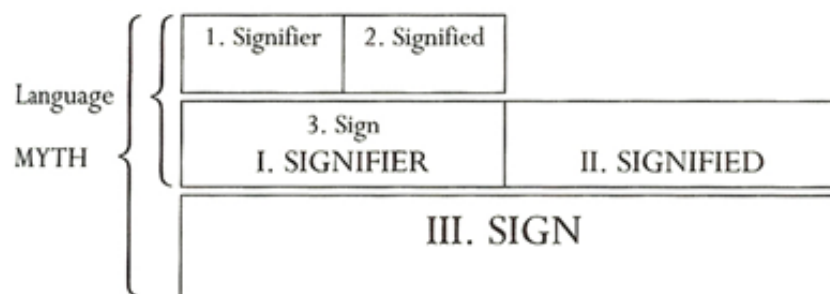 1. Signifier 2. Signified
Language
3. Sign
MYTH I. SIGNIFIER II. SIGNIFIED
III. SIGN